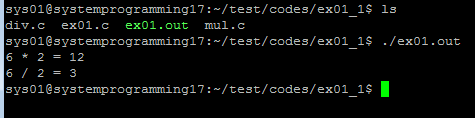 sys01@systemprogramming17:~/test/codes/ex01_1$ ls
div.c ex01.c ex01.out mul.c
sys01@systemprogramming17:~/test/codes/ex01_1$ ./ex01.out
6 * 2 = 12
6 / 2 = 3
sys01@systemprogramming17:~/test/codes/ex01_1$